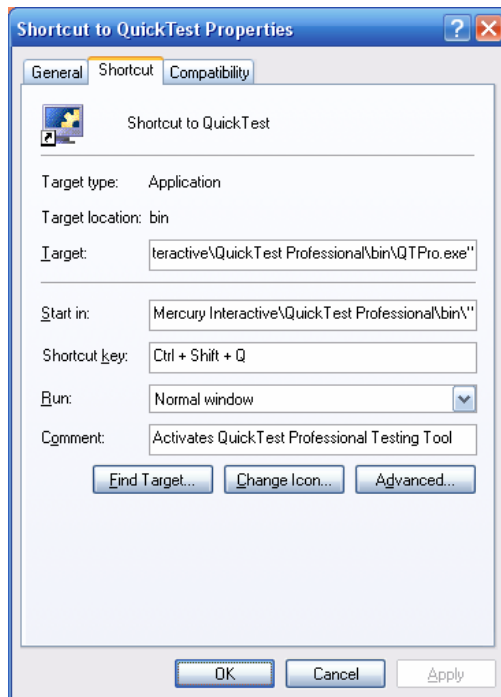 Shortcut to QuickTest Properties
General Shortcut Compatibility
Shortcut to QuickTest
Target type: Application
Target location: bin
Target: teractive\QuickTest Professional\bin\QTPro.exe"
Start in: Mercury Interactive\QuickTest Professional\bin\"
Shortcut key: Ctrl + Shift + Q
Run: Normal window
Comment: Activates QuickTest Professional Testing Tool
Find Target... Change Icon... Advanced...
OK Cancel Apply